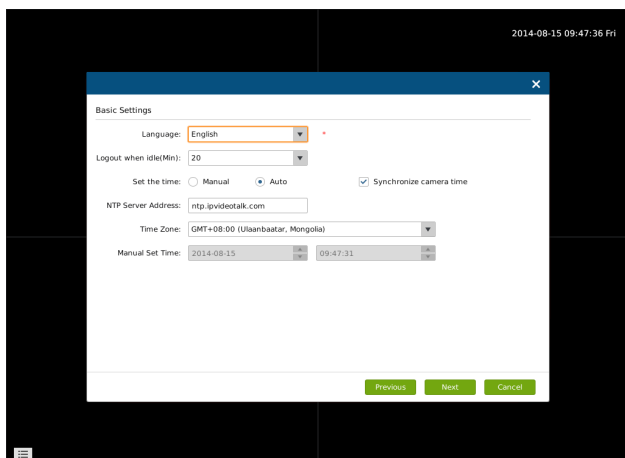 2014-08-15 09:47:36 Fri
Basic Settings
Language: English *
Logout when idle(Min): 20
Set the time: Manual Auto Synchronize camera time
NTP Server Address: ntp.ipvideotalk.com
Time Zone: GMT+08:00 (Ulaanbaatar, Mongolia)
Manual Set Time: 2014-08-15 09:47:31
Previous Next Cancel